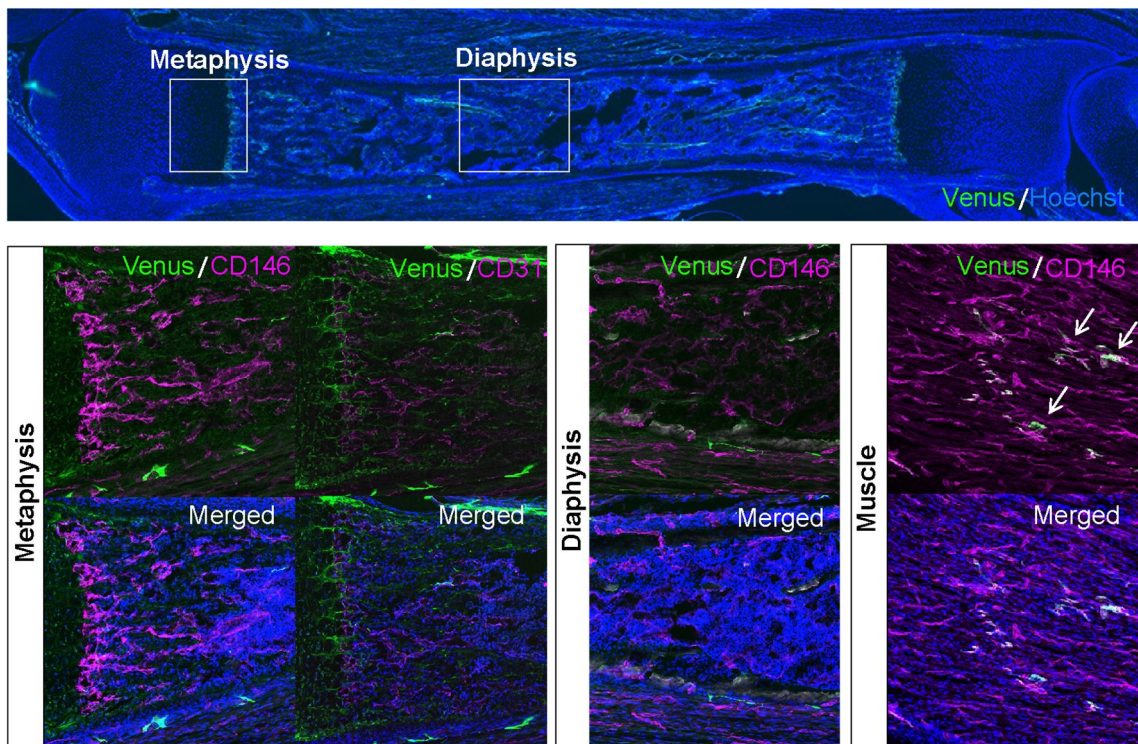 Metaphysis
Diaphysis
Venus/Hoechst
Metaphysis
Venus/CD146
Venus/CD31
Merged
Merged
Diaphysis
Venus/CD146
Merged
Muscle
Venus/CD146
Merged